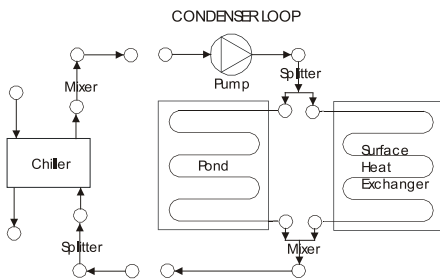 CONDENSER LOOP
Mixer
Pump
Splitter
Chiller
Pond
Surface
Heat
Exchanger
Splitter
Mixer